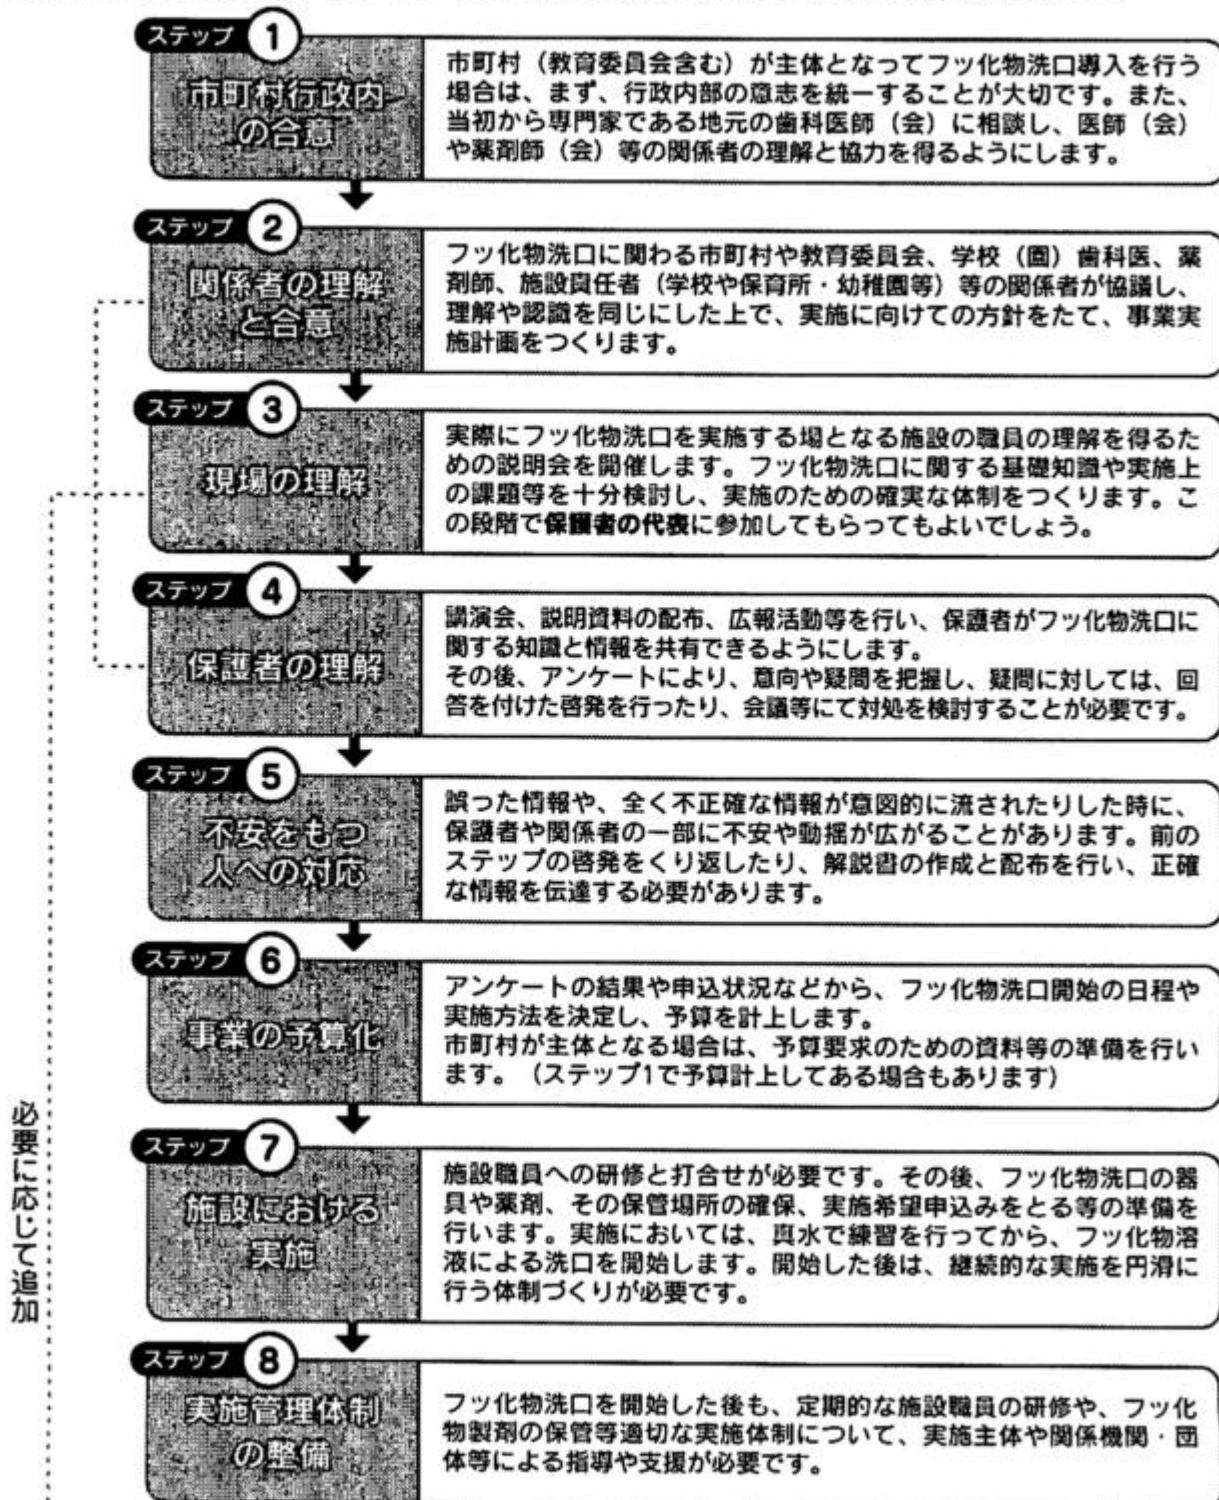 ステップ 1
市町村行政内
の合意
市町村（教育委員会含む）が主体となってフッ化物洗口導入を行う
場合は、まず、行政内部の意志を統一することが大切です。また、
当初から専門家である地元の歯科医師（会）に相談し、医師（会）
や薬剤師（会）等の関係者の理解と協力を得るようにします。
ステップ 2
関係者の理解
と合意
フッ化物洗口に関わる市町村や教育委員会、学校（園）歯科医、薬
剤師、施設責任者（学校や保育所・幼稚園等）等の関係者が協議し、
理解や認識を同じにした上で、実施に向けての方針をたて、事業実
施計画をつくります。
ステップ 3
現場の理解
実際にフッ化物洗口を実施する場となる施設の職員の理解を得るた
めの説明会を開催します。フッ化物洗口に関する基礎知識や実施上
の課題等を十分検討し、実施のための確実な体制をつくります。こ
の段階で保護者の代表に参加してもらってもよいでしょう。
ステップ 4
保護者の理解
講演会、説明資料の配布、広報活動等を行い、保護者がフッ化物洗口に
関する知識と情報を共有できるようにします。
その後、アンケートにより、意向や疑問を把握し、疑問に対しては、回
答を付けた啓発を行ったり、会議等にて対処を検討することが必要です。
ステップ 5
不安をもつ
人への対応
誤った情報や、全く不正確な情報が意図的に流されたりした時に、
保護者や関係者の一部に不安や動揺が広がることがあります。前の
ステップの啓発をくり返したり、解説書の作成と配布を行い、正確
な情報を伝達する必要があります。
ステップ 6
事業の予算化
アンケートの結果や申込状況などから、フッ化物洗口開始の日程や
実施方法を決定し、予算を計上します。
市町村が主体となる場合は、予算要求のための資料等の準備を行い
ます。（ステップ1で予算計上してある場合もあります）
ステップ 7
施設における
実施
施設職員への研修と打合せが必要です。その後、フッ化物洗口の器
具や薬剤、その保管場所の確保、実施希望申込みをとる等の準備を
行います。実施においては、真水で練習を行ってから、フッ化物溶
液による洗口を開始します。開始した後は、継続的な実施を円滑に
行う体制づくりが必要です。
ステップ 8
実施管理体制
の整備
フッ化物洗口を開始した後も、定期的な施設職員の研修や、フッ化
物製剤の保管等適切な実施体制について、実施主体や関係機関・団
体等による指導や支援が必要です。
必要に応じて追加